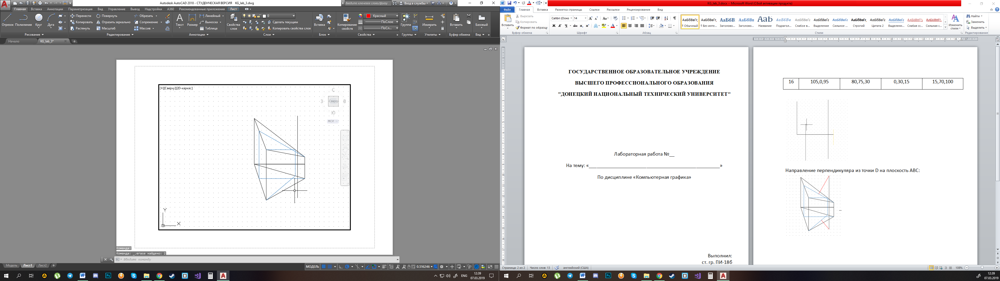 Autodesk AutoCAD 2018 - СТУДЕНЧЕСКАЯ ВЕРСИЯ KG_lab_3.dwg
Введите ключевое слово/фразу
Вход в службы
Главная Вставка Аннотации Параметризация Вид Управление Вывод Надстройки A360 Рекомендованные приложения Лист
Отрезок Полилиния Круг Дуга
Перенести Повернуть Обрезать
Копировать Отразить зеркально Сопряжение
Растянуть Масштаб Массив
Текст Размер
Линейный
Выноска
Таблица
Свойства слоя
0
Сделать текущим
Копировать свойства слоя
Вставка
Копирование свойств
Красный
ПоСлою
ПоСл...
Группа
Измерить
Вставить
Базовый
Рисование Редактирование Аннотации Слои Блок Свойства Группы Утилиты Буфер обмена Вид
Начало KG_lab_3*
[+][Сверху][2D-каркас]
С
З Сверху В
Ю
МСК
Y
X
Команда:
Команда: _.erase найдено: 2
Введите команду
Модель Лист1 Лист2
МОДЕЛЬ 0.516246
ENG 12:39 07.03.2019
KG_lab_3.docx - Microsoft Word (Сбой активации продукта)
Файл Главная Вставка Разметка страницы Ссылки Рассылки Рецензирование Вид
Вставить
Вырезать
Копировать
Формат по образцу
Буфер обмена
Calibri (Осно 14
Ж К Ч
Шрифт
Абзац
АаБбВвГг, АаБбВвГг, АаБбВ АаБбВв АаБ АаБбВв. АаБбВвГг АаБбВвГг АаБбВвГг АаБбВвГг, АаБбВвГг АаБбВвГг АаБбВвГг, АаБбВвГг,
¶ Обычный ¶ Без инте... Заголово... Заголово... Название Подзагол... Слабое в... Выделение Сильное ... Строгий Цитата 2 Выделенн... Слабая сс... Сильная с...
Стили
Изменить стили
Найти
Заменить
Выделить
Редактирование
ГОСУДАРСТВЕННОЕ ОБРАЗОВАТЕЛЬНОЕ УЧРЕЖДЕНИЕ
ВЫСШЕГО ПРОФЕССИОНАЛЬНОГО ОБРАЗОВАНИЯ
"ДОНЕЦКИЙ НАЦИОНАЛЬНЫЙ ТЕХНИЧЕСКИЙ УНИВЕРСИТЕТ"
Лабораторная работа №__
На тему: «__________________________________________________»
По дисциплине «Компьютерная графика»
Выполнил:
ст. гр. ПИ-18б
16 105,0,95 80,75,30 0,30,15 15,70,100
Направление перпендикуляра из точки D на плоскость ABC:
Страница: 2 из 2 Число слов: 13 английский (США) 108%
12:39
07.03.2019